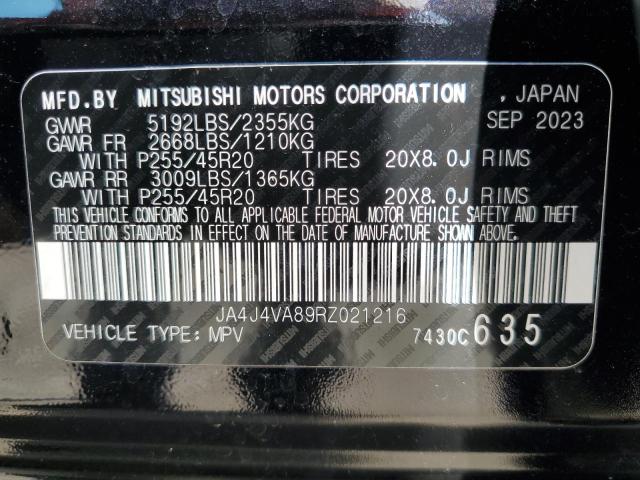 MFD.BY MITSUBISHI MOTORS CORPORATION , JAPAN
GVWR 5192LBS/2355KG SEP 2023
GAWR FR 2668LBS/1210KG
WITH P255/45R20 TIRES 20X8.0J RIMS
GAWR RR 3009LBS/1365KG
WITH P255/45R20 TIRES 20X8.0J RIMS
THIS VEHICLE CONFORMS TO ALL APPLICABLE FEDERAL MOTOR VEHICLE SAFETY AND THEFT
PREVENTION STANDARDS IN EFFECT ON THE DATE OF MANUFACTURE SHOWN ABOVE.
JA4J4VA89RZ021216
VEHICLE TYPE: MPV 7430C 635